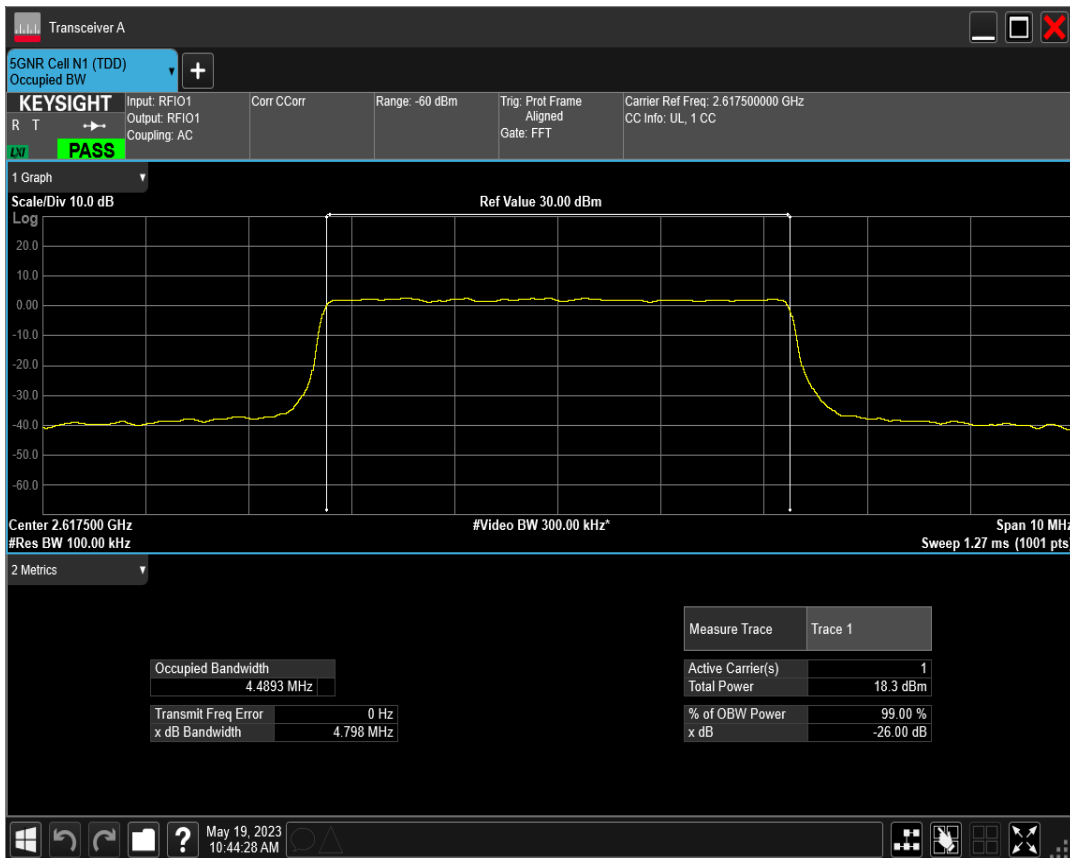 Transceiver A
5GNR Cell N1 (TDD)
Occupied BW
+
KEYSIGHT
R T
LXI
PASS
Input: RFIO1
Output: RFIO1
Coupling: AC
Corr CCorr
Range: -60 dBm
Trig: Prot Frame
Aligned
Gate: FFT
Carrier Ref Freq: 2.617500000 GHz
CC Info: UL, 1 CC
1 Graph
Scale/Div 10.0 dB
Ref Value 30.00 dBm
Log
20.0
10.0
0.00
-10.0
-20.0
-30.0
-40.0
-50.0
-60.0
Center 2.617500 GHz
#Video BW 300.00 kHz*
Span 10 MHz
#Res BW 100.00 kHz
Sweep 1.27 ms (1001 pts)
2 Metrics
Measure Trace Trace 1
Occupied Bandwidth
4.4893 MHz
Active Carrier(s) 1
Total Power 18.3 dBm
Transmit Freq Error 0 Hz
x dB Bandwidth 4.798 MHz
% of OBW Power 99.00 %
x dB -26.00 dB
?
May 19, 2023
10:44:28 AM